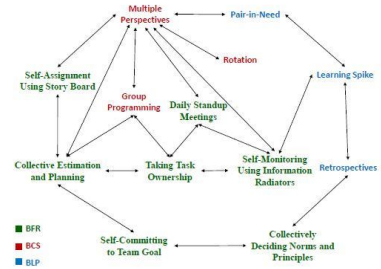 Multiple
Perspectives
Pair-in-Need
Rotation
Self-Assignment
Using Story Board
Learning Spike
Group
Programming
Daily Standup
Meetings
Collective Estimation
and Planning
Taking Task
Ownership
Self-Monitoring
Using Information
Radiators
Retrospectives
BFR
BCS
BLP
Self-Committing
to Team Goal
Collectively
Deciding Norms and
Principles